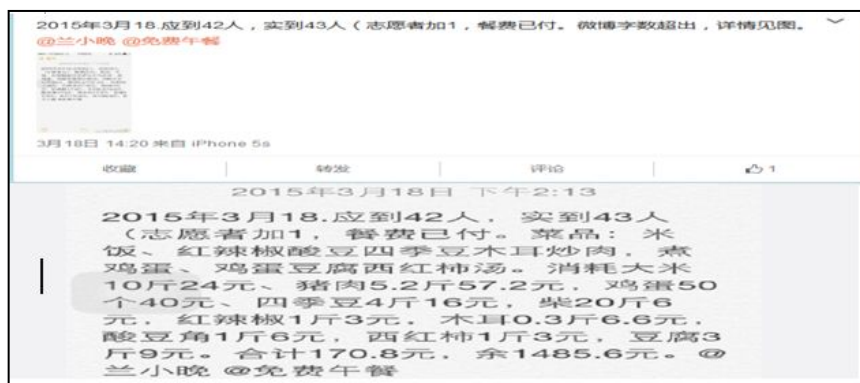 2015年3月18.应到42人，实到43人（志愿者加1，餐费已付。微博字数超出，详情见图。
@兰小晚 @免费午餐
3月18日 14:20 来自 iPhone 5s
收藏 转发 评论 1
2015年3月18日 下午2:13
2015年3月18.应到42人，实到43人
（志愿者加1，餐费已付。菜品：米
饭、红辣椒酸豆四季豆木耳炒肉，煮
鸡蛋、鸡蛋豆腐西红柿汤。消耗大米
10斤24元、猪肉5.2斤57.2元，鸡蛋50
个40元、四季豆4斤16元，柴20斤6
元，红辣椒1斤3元，木耳0.3斤6.6元，
酸豆角1斤6元，西红柿1斤3元，豆腐3
斤9元。合计170.8元，余1485.6元。@
兰小晚 @免费午餐